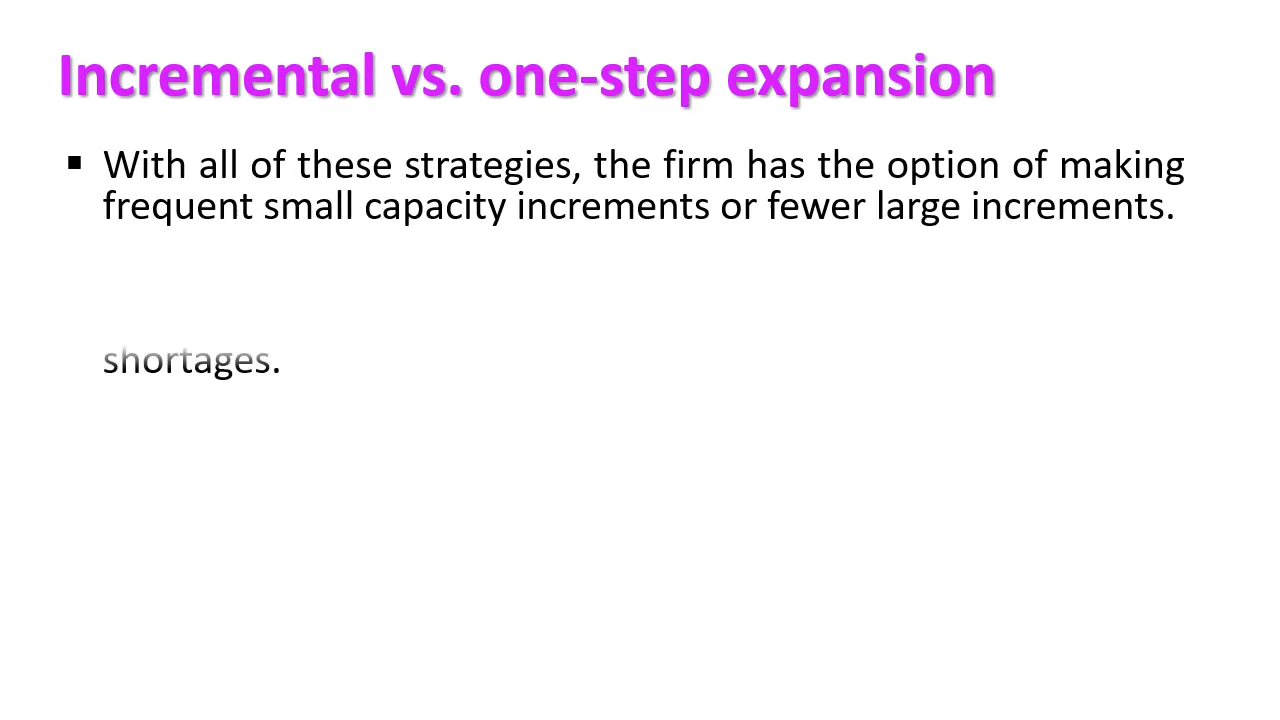 Incremental vs. one-step expansion
▪ With all of these strategies, the firm has the option of making
frequent small capacity increments or fewer large increments.
shortages.